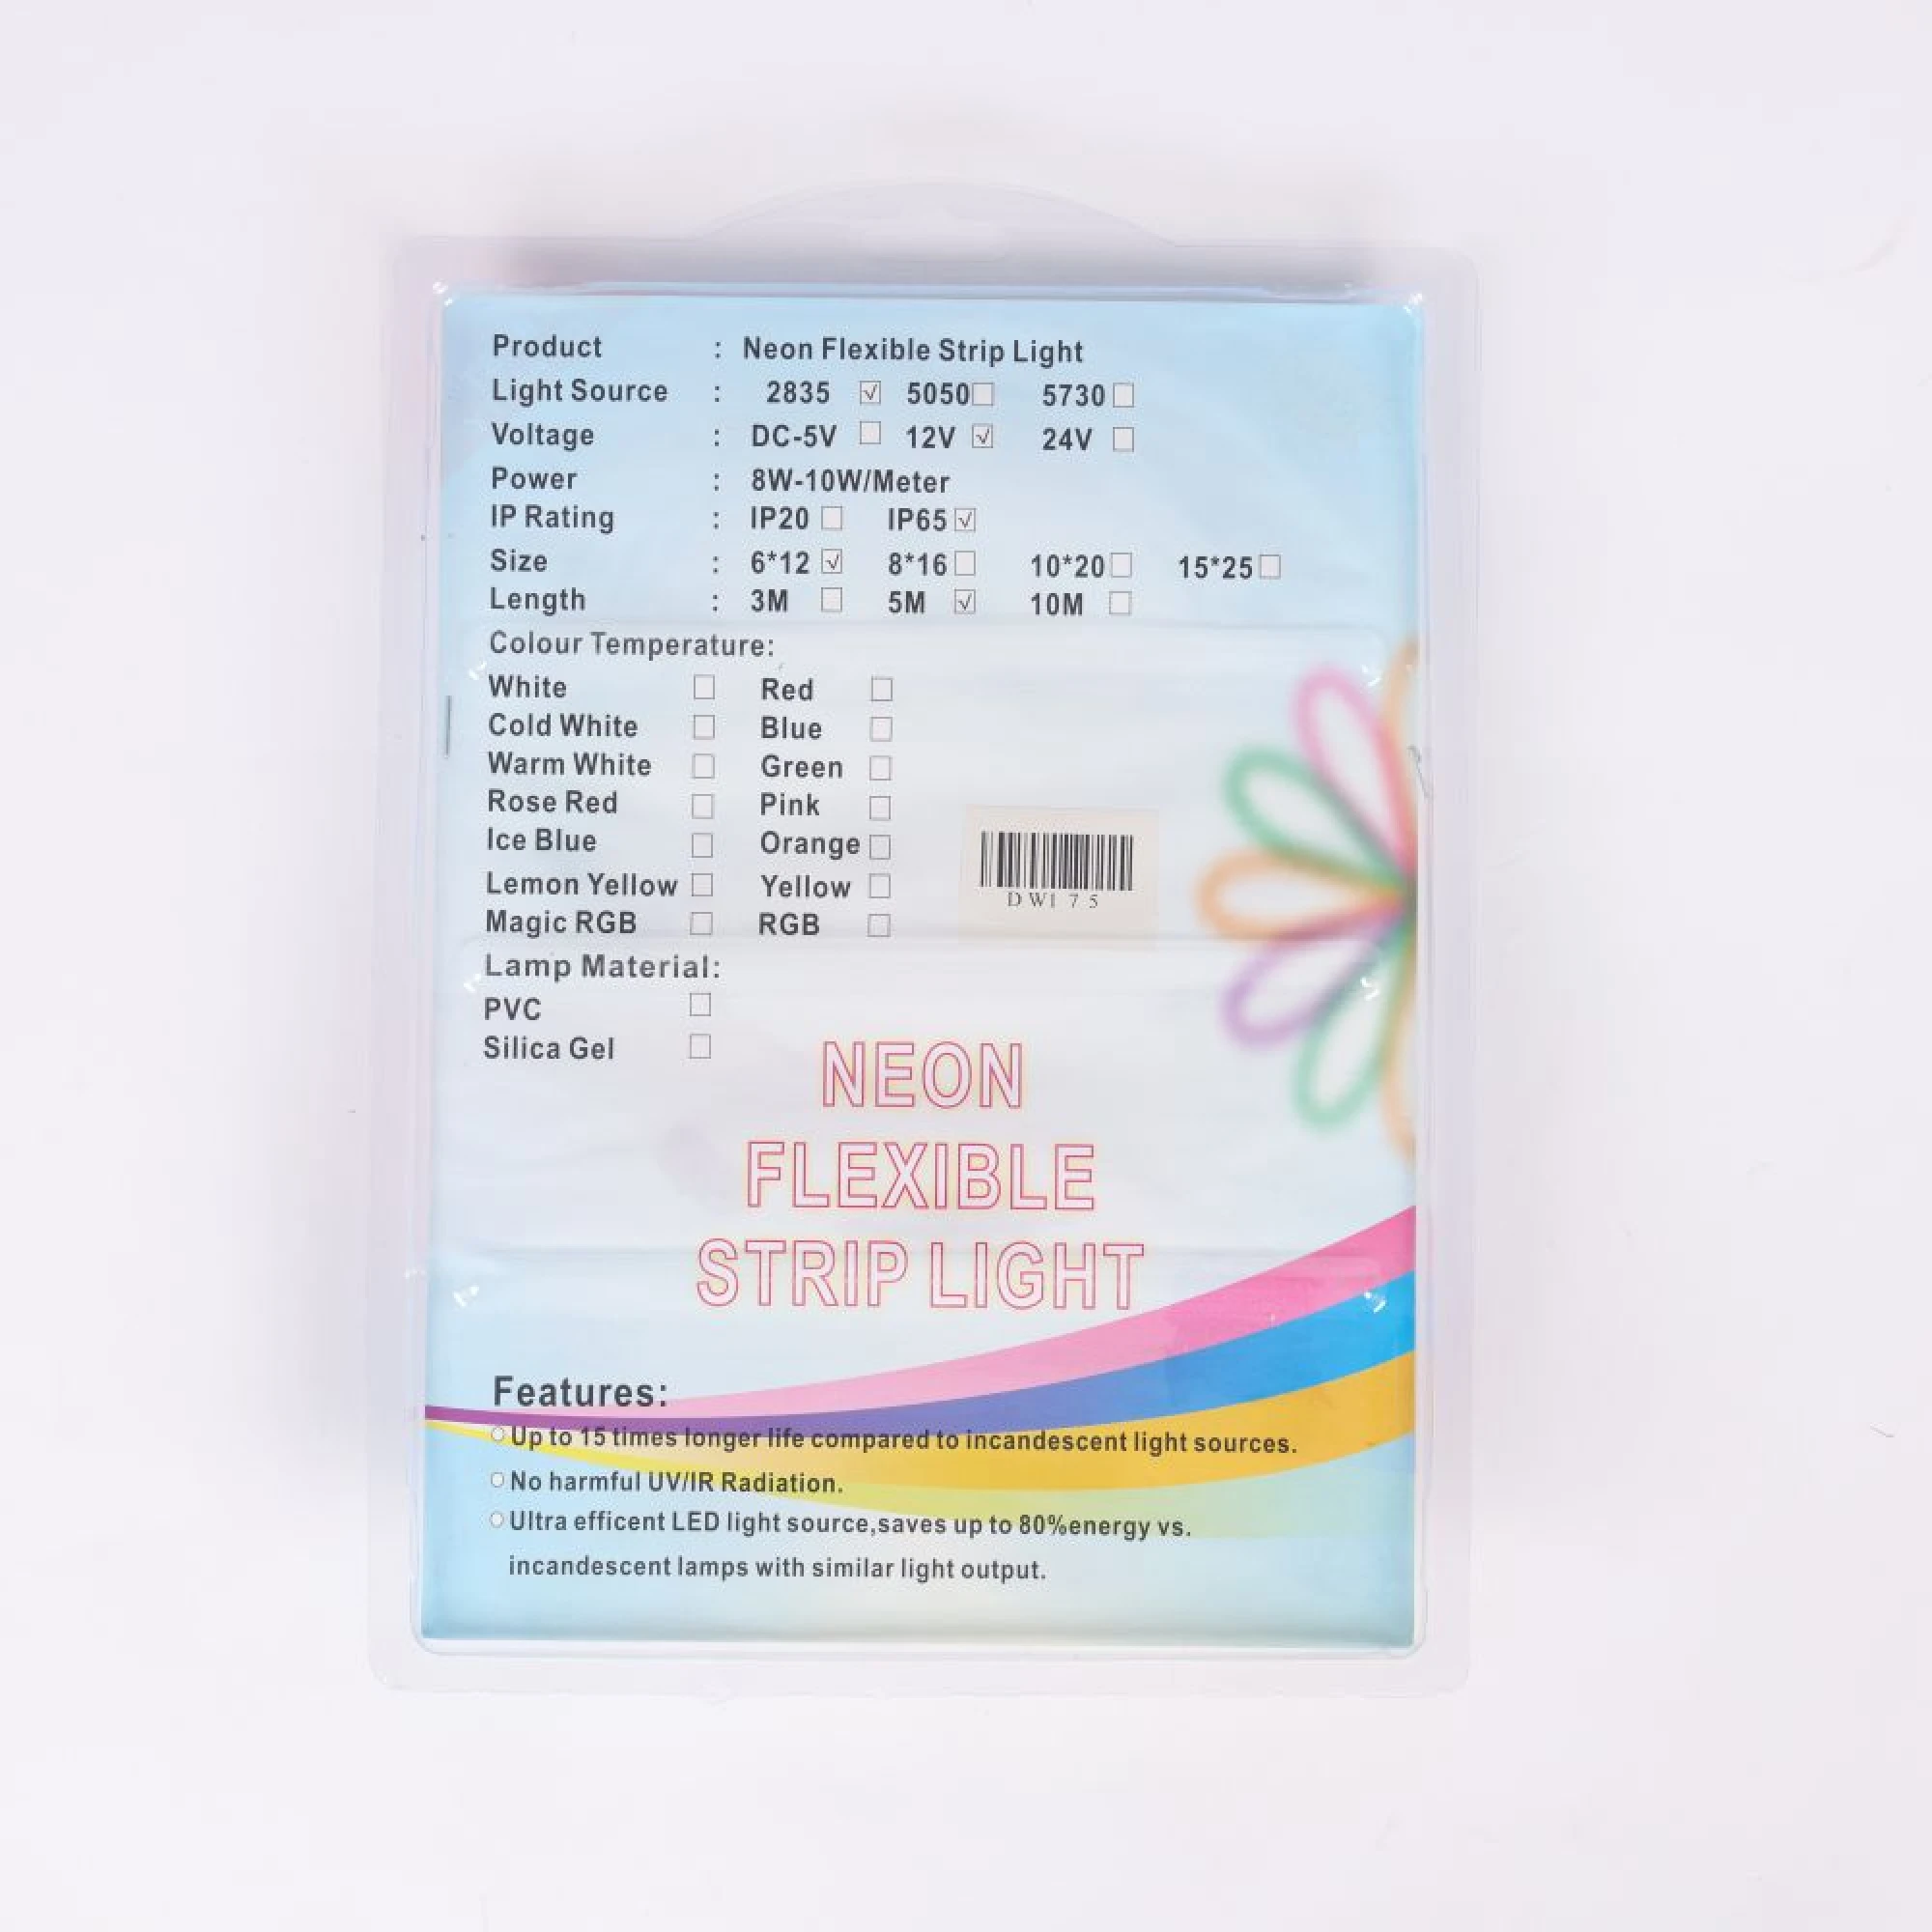 Product : Neon Flexible Strip Light
Light Source : 2835 ☑ 5050 ☐ 5730 ☐
Voltage : DC-5V ☐ 12V ☑ 24V ☐
Power : 8W-10W/Meter
IP Rating : IP20 ☐ IP65 ☑
Size : 6*12 ☑ 8*16 ☐ 10*20 ☐ 15*25 ☐
Length : 3M ☐ 5M ☑ 10M ☐
Colour Temperature:
White ☐ Red ☐
Cold White ☐ Blue ☐
Warm White ☐ Green ☐
Rose Red ☐ Pink ☐
Ice Blue ☐ Orange ☐
Lemon Yellow ☐ Yellow ☐
Magic RGB ☐ RGB ☐
DW175
Lamp Material:
PVC ☐
Silica Gel ☐
NEON
FLEXIBLE
STRIP LIGHT
Features:
○ Up to 15 times longer life compared to incandescent light sources.
○ No harmful UV/IR Radiation.
○ Ultra efficent LED light source,saves up to 80%energy vs.
incandescent lamps with similar light output.